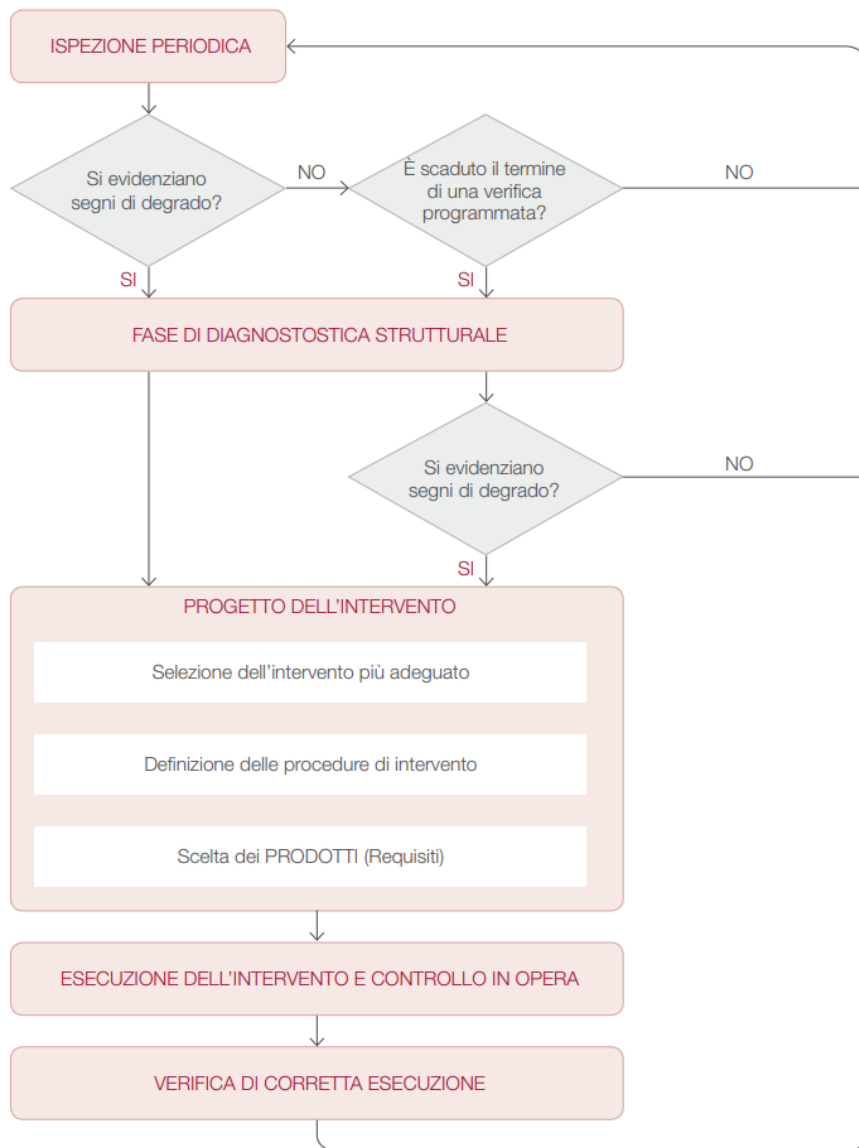 ISPEZIONE PERIODICA
Si evidenziano
segni di degrado?
NO
È scaduto il termine
di una verifica
programmata?
NO
SI
SI
FASE DI DIAGNOSTOSTICA STRUTTURALE
Si evidenziano
segni di degrado?
NO
SI
PROGETTO DELL'INTERVENTO
Selezione dell'intervento più adeguato
Definizione delle procedure di intervento
Scelta dei PRODOTTI (Requisiti)
ESECUZIONE DELL'INTERVENTO E CONTROLLO IN OPERA
VERIFICA DI CORRETTA ESECUZIONE